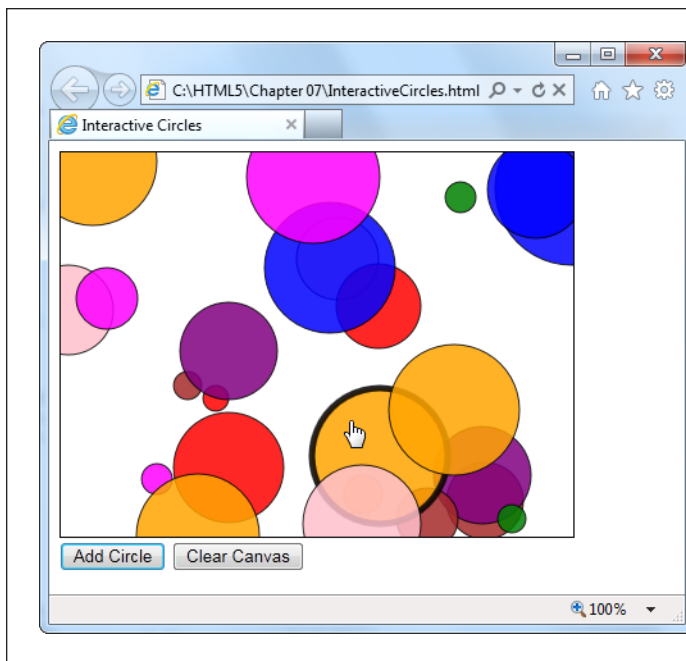 C:\HTML5\Chapter 07\InteractiveCircles.html
Interactive Circles
Add Circle Clear Canvas
100%